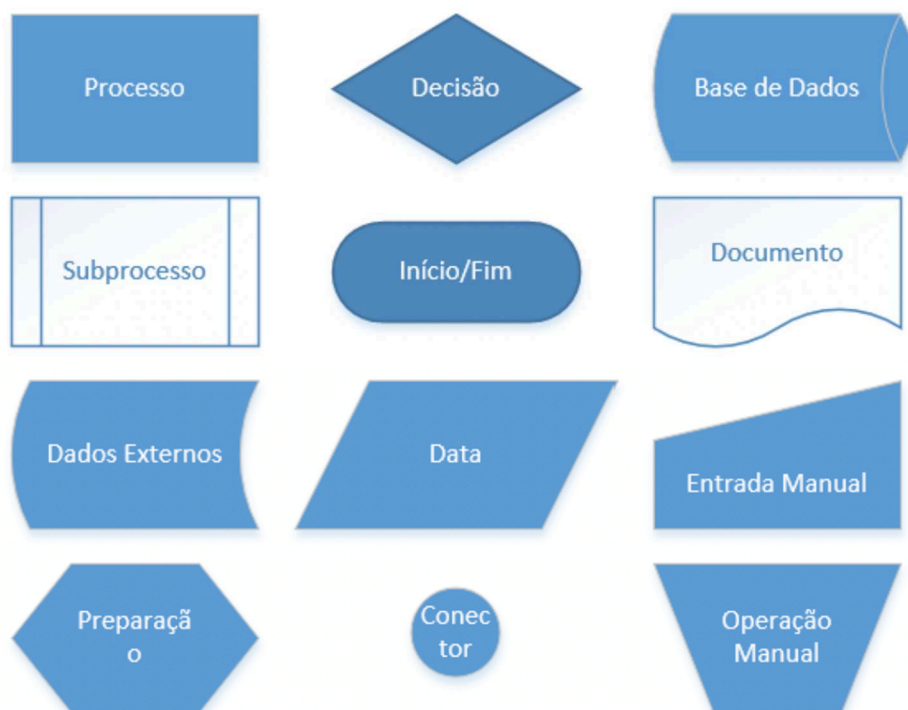 Processo
Decisão
Base de Dados
Subprocesso
Início/Fim
Documento
Dados Externos
Data
Entrada Manual
Preparaçã
o
Conec
tor
Operação
Manual